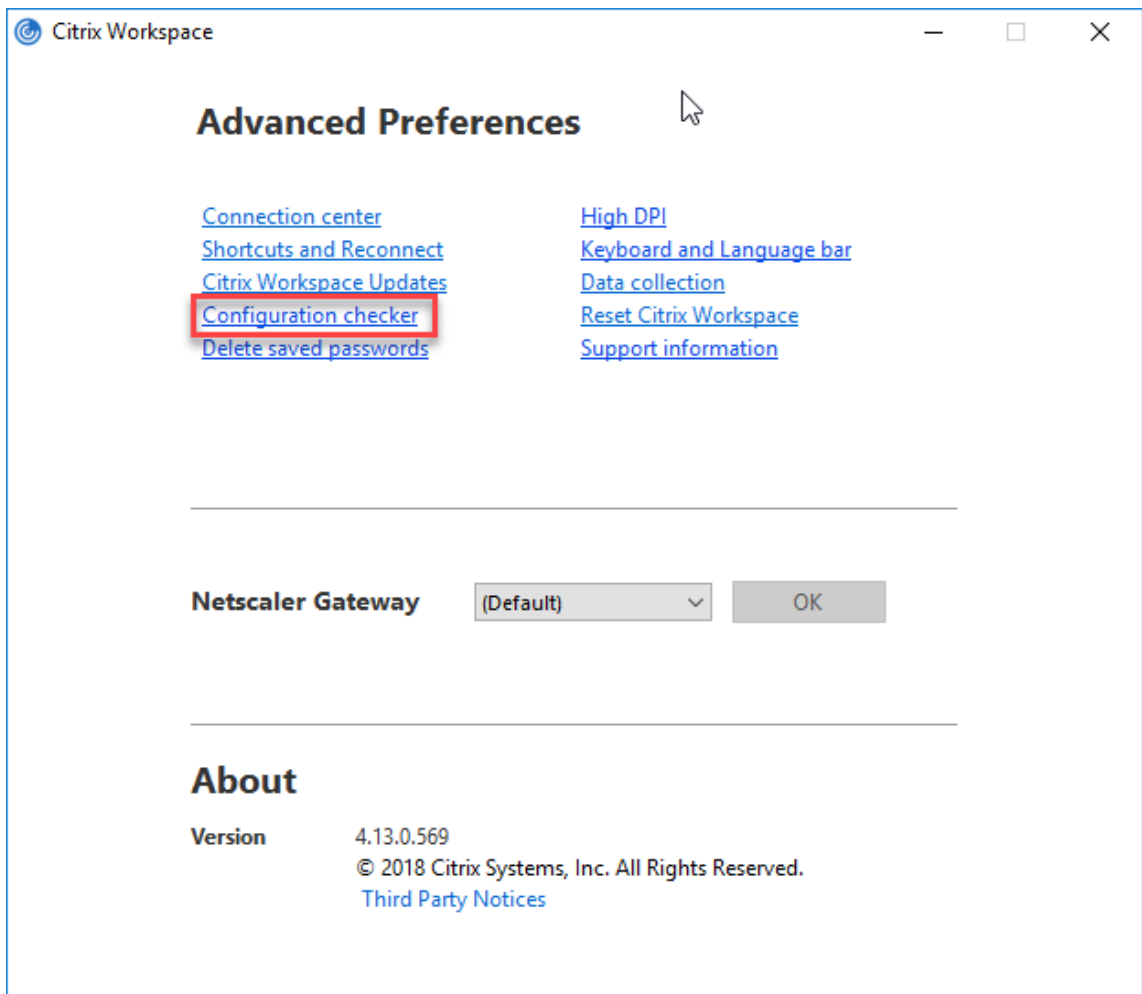 Citrix Workspace
Advanced Preferences
Connection center
Shortcuts and Reconnect
Citrix Workspace Updates
Configuration checker
Delete saved passwords
High DPI
Keyboard and Language bar
Data collection
Reset Citrix Workspace
Support information
Netscaler Gateway
(Default)
OK
About
Version 4.13.0.569
© 2018 Citrix Systems, Inc. All Rights Reserved.
Third Party Notices